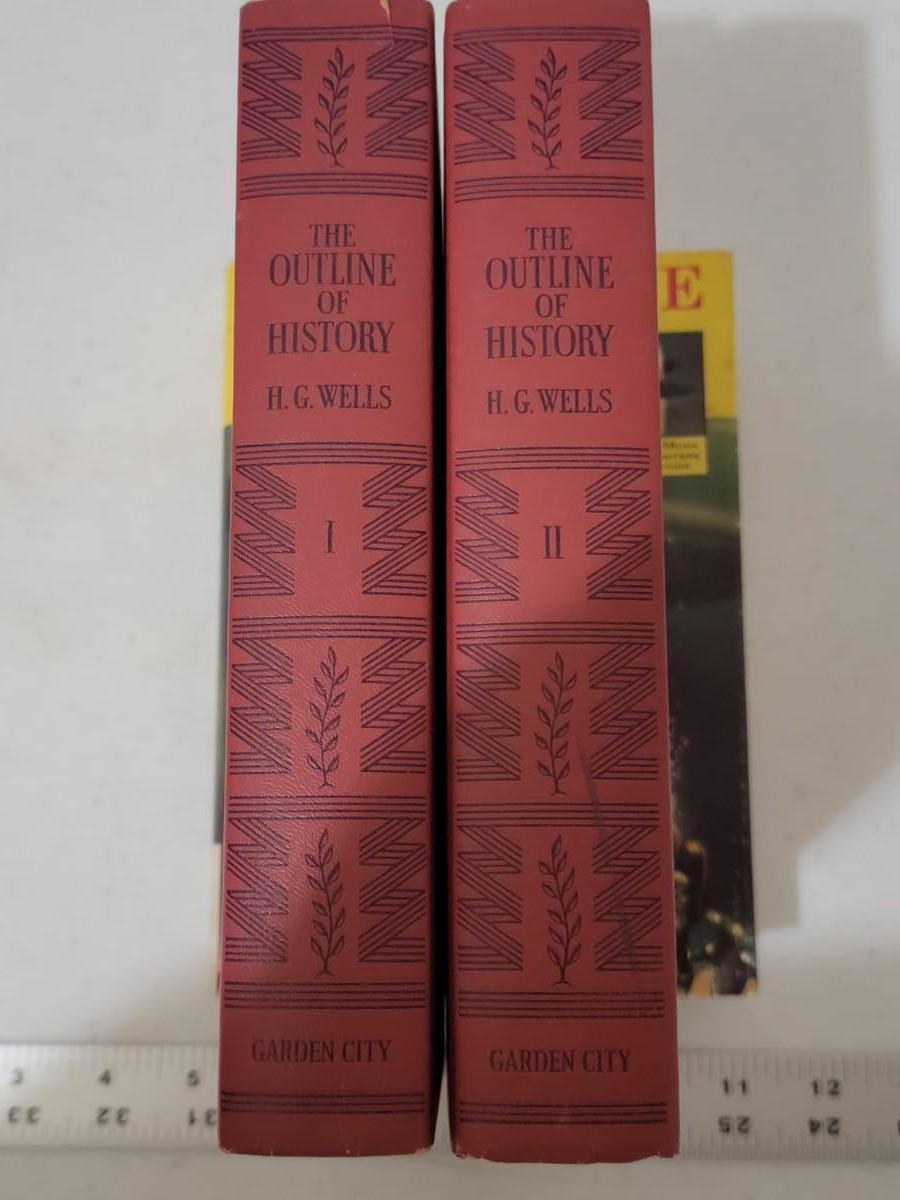 THE
OUTLINE
OF
HISTORY
H. G. WELLS
I
GARDEN CITY
THE
OUTLINE
OF
HISTORY
H. G. WELLS
II
GARDEN CITY
E
3 4 5 11 12
33 32 31 25 24